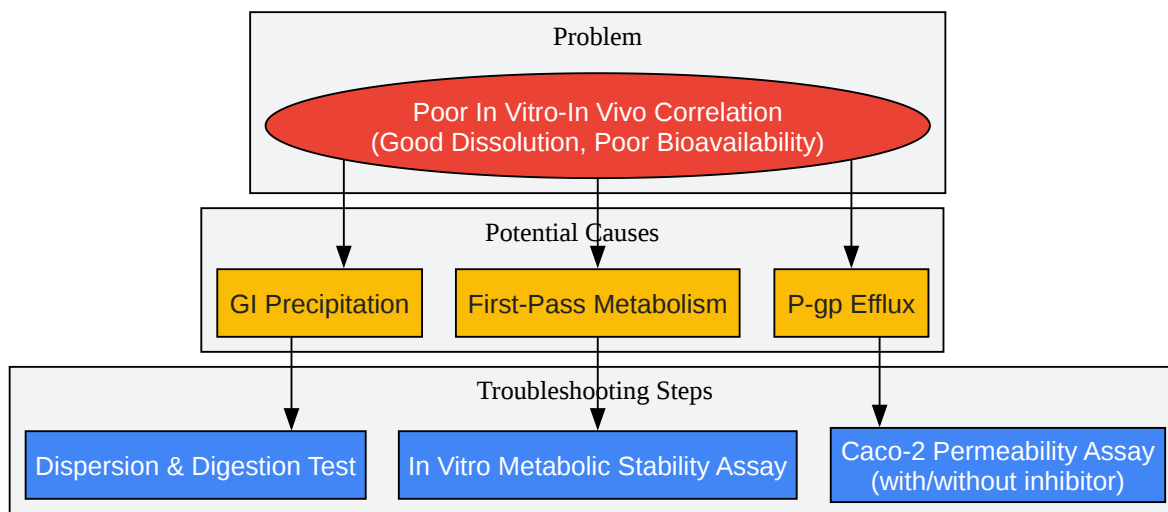 Problem
Poor In Vitro-In Vivo Correlation
(Good Dissolution, Poor Bioavailability)
Potential Causes
GI Precipitation
First-Pass Metabolism
P-gp Efflux
Troubleshooting Steps
Dispersion & Digestion Test
In Vitro Metabolic Stability Assay
Caco-2 Permeability Assay
(with/without inhibitor)